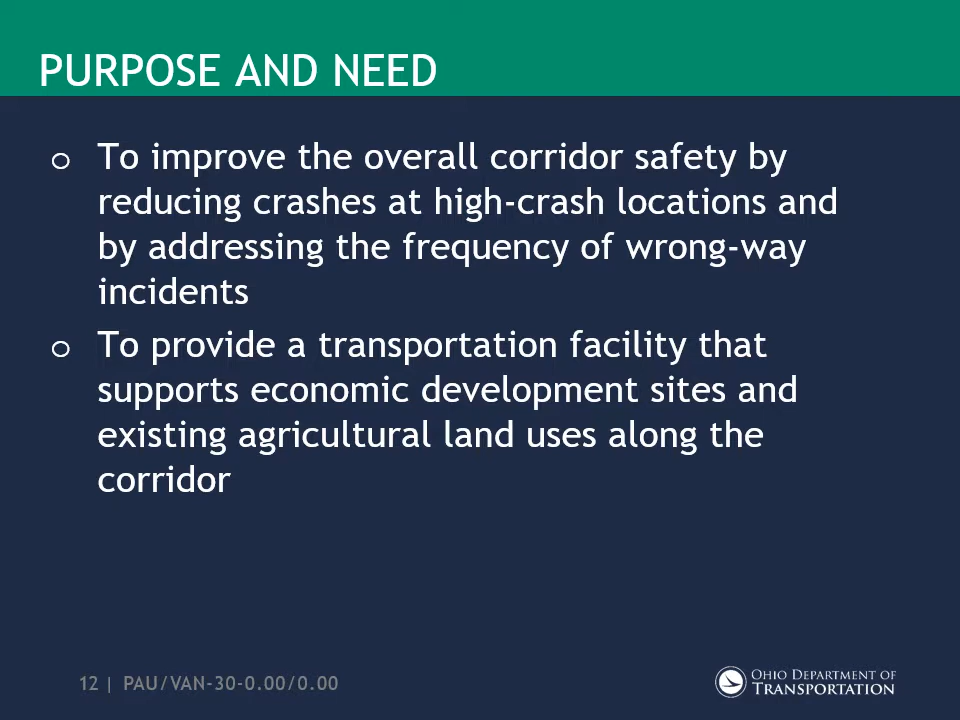 PURPOSE AND NEED
o To improve the overall corridor safety by
reducing crashes at high-crash locations and
by addressing the frequency of wrong-way
incidents
o To provide a transportation facility that
supports economic development sites and
existing agricultural land uses along the
corridor
12 | PAU/VAN-30-0.00/0.00
OHIO DEPARTMENT OF
TRANSPORTATION